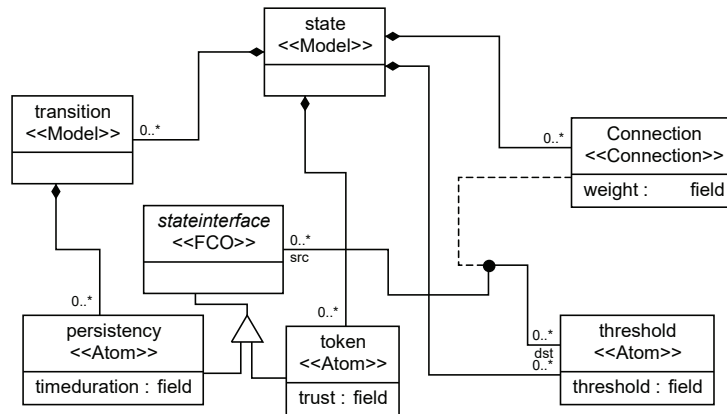 state
<<Model>>
transition
<<Model>>
0..*
0..*
Connection
<<Connection>>
weight : field
stateinterface
<<FCO>>
0..*
src
0..*
persistency
<<Atom>>
timeduration : field
0..*
token
<<Atom>>
trust : field
0..*
dst
0..*
threshold
<<Atom>>
threshold : field